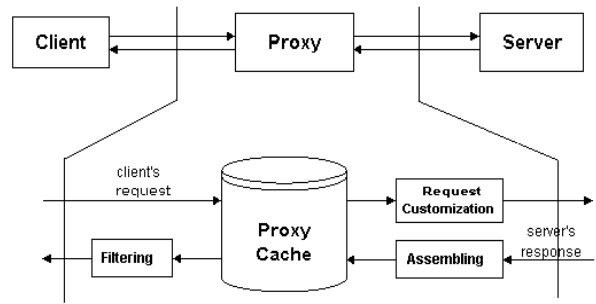 Client
Proxy
Server
client's
request
Proxy
Cache
Request
Customization
server's
response
Filtering
Assembling